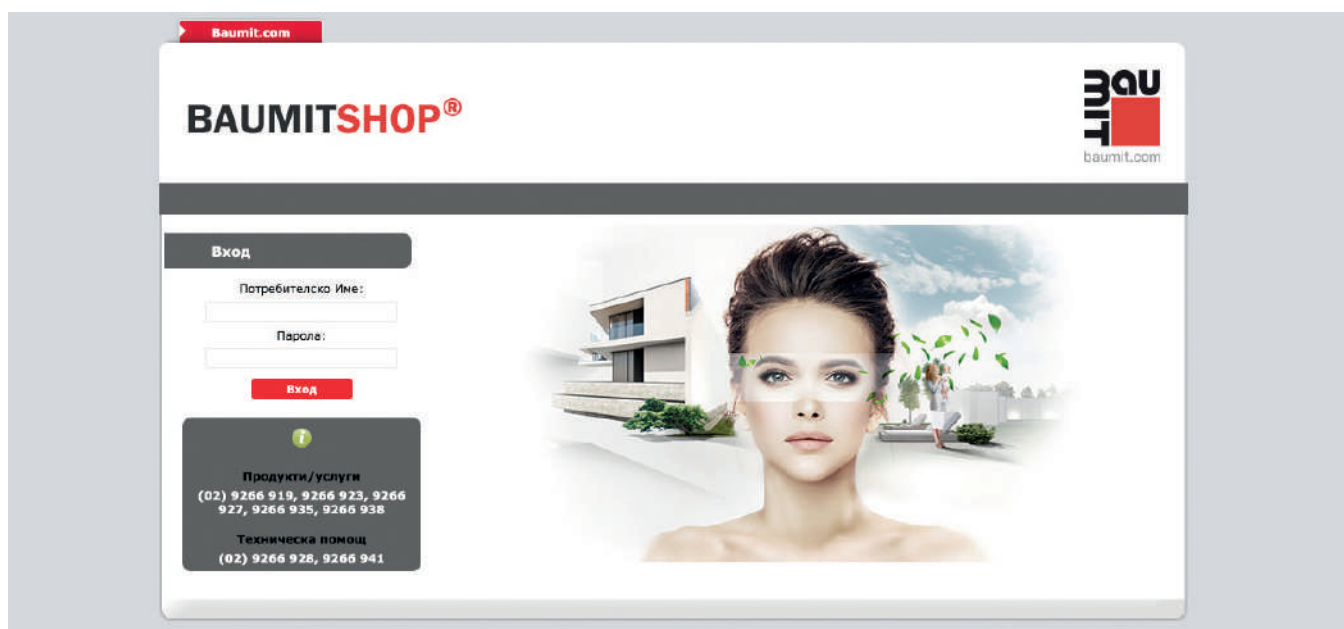 Baumit.com
BAUMITSHOP®
BAU
MIT
baumit.com
Вход
Потребителско Име:
Парола:
Вход
i
Продукти/услуги
(02) 9266 919, 9266 923, 9266
927, 9266 935, 9266 938
Техническа помощ
(02) 9266 928, 9266 941